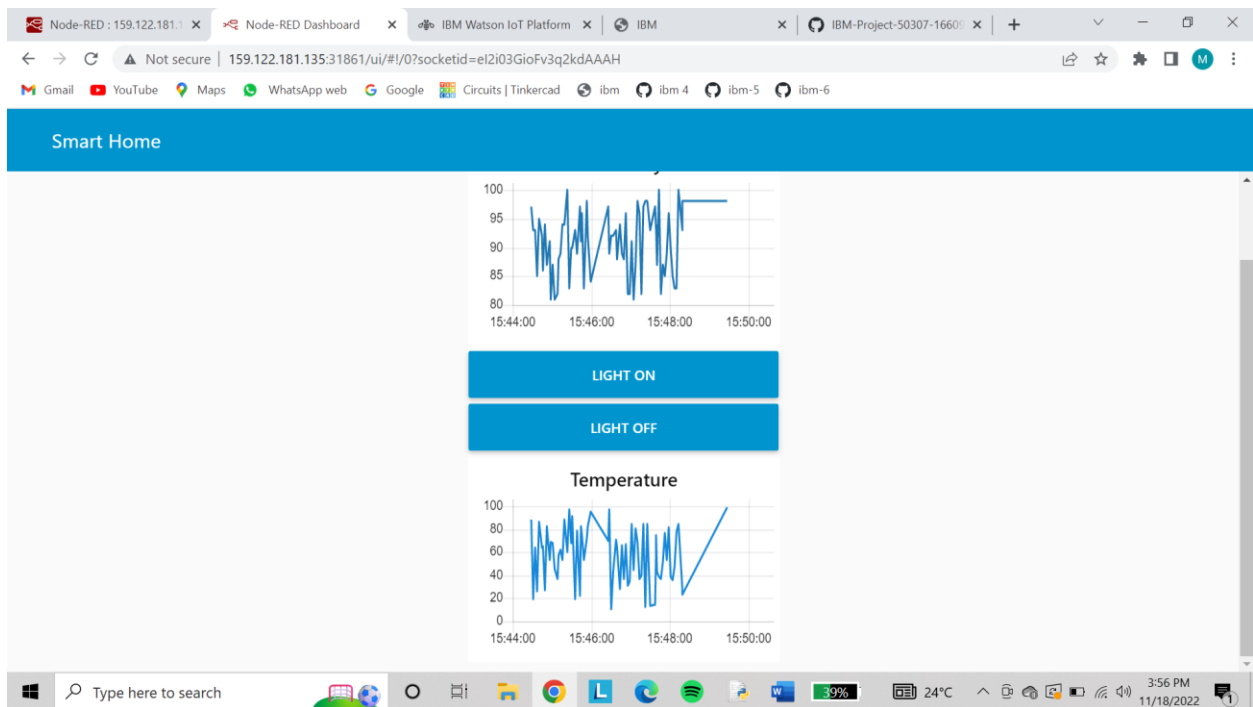 Node-RED : 159.122.181.1
Node-RED Dashboard
IBM Watson IoT Platform
IBM
IBM-Project-50307-16609
Not secure | 159.122.181.135:31861/ui/#!/0?socketid=eI2i03GioFv3q2kdAAAH
M
Gmail YouTube Maps WhatsApp web Google Circuits | Tinkercad ibm ibm 4 ibm-5 ibm-6
Smart Home
100
95
90
85
80
15:44:00 15:46:00 15:48:00 15:50:00
LIGHT ON
LIGHT OFF
Temperature
100
80
60
40
20
0
15:44:00 15:46:00 15:48:00 15:50:00
Type here to search
L
39%
24°C
3:56 PM
11/18/2022
1